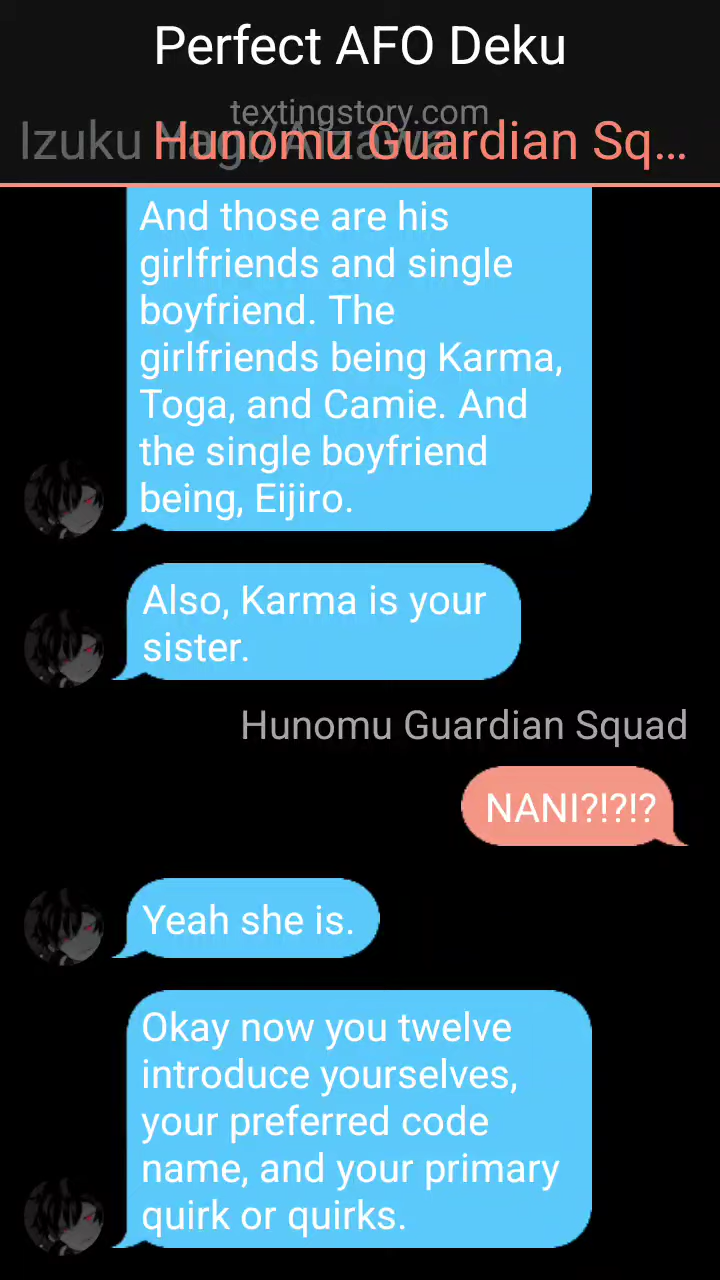 Perfect AFO Deku
textingstory.com
Izuku Yagi/Aizawa
Hunomu Guardian Sq...
And those are his
girlfriends and single
boyfriend. The
girlfriends being Karma,
Toga, and Camie. And
the single boyfriend
being, Eijiro.
Also, Karma is your
sister.
Hunomu Guardian Squad
NANI?!?!?
Yeah she is.
Okay now you twelve
introduce yourselves,
your preferred code
name, and your primary
quirk or quirks.